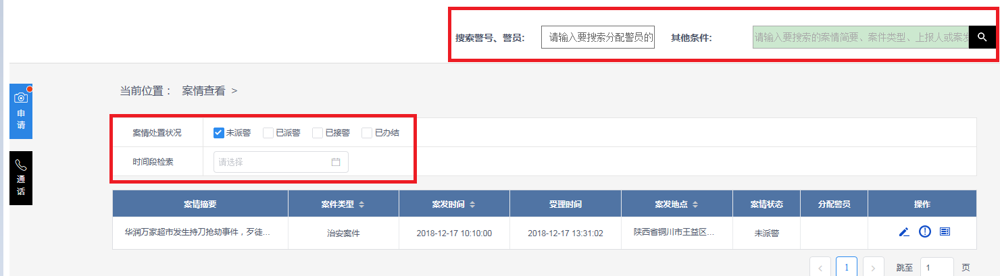 搜索警号、警员: 请输入要搜索分配警员的 其他条件: 请输入要搜索的案情简要、案件类型、上报人或案发
当前位置： 案情查看 >
申请
案情处置状况 未派警 已派警 已接警 已办结
时间段检索 请选择
通话
案情摘要 案件类型 案发时间 受理时间 案发地点 案情状态 分配警员 操作
华润万家超市发生持刀抢劫事件，歹徒... 治安案件 2018-12-17 10:10:00 2018-12-17 13:31:02 陕西省铜川市王益区... 未派警
< 1 > 跳至 1 页